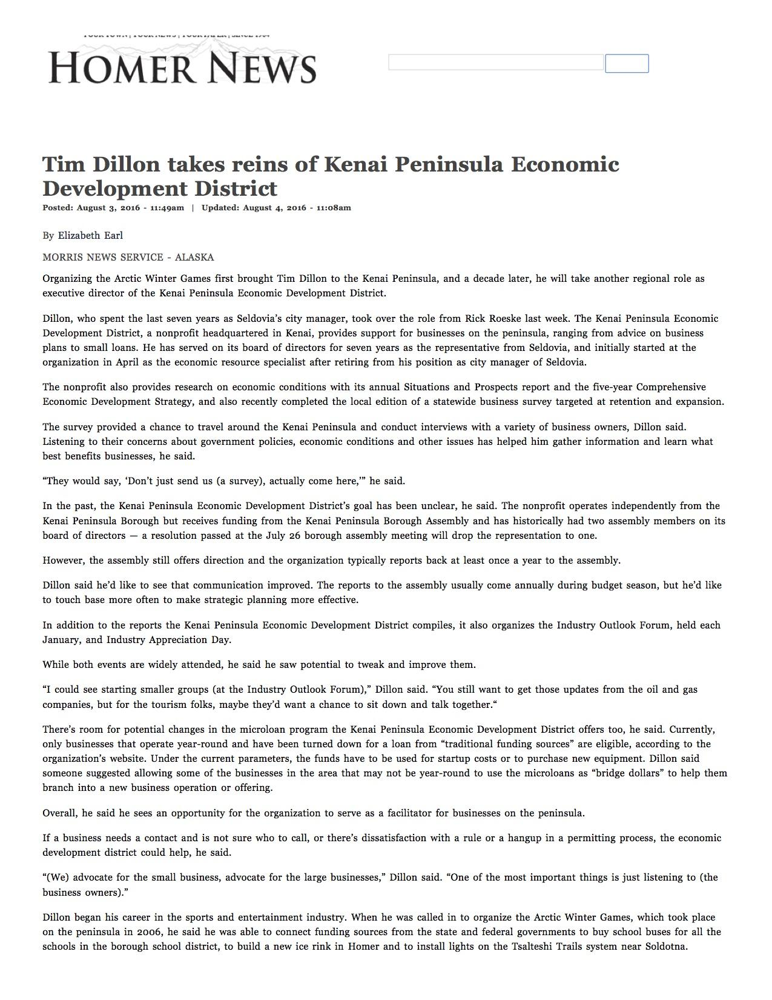 HOMER NEWS
Tim Dillon takes reins of Kenai Peninsula Economic
Development District
Posted: August 3, 2016 - 11:49am | Updated: August 4, 2016 - 11:08am
By Elizabeth Earl
MORRIS NEWS SERVICE - ALASKA
Organizing the Arctic Winter Games first brought Tim Dillon to the Kenai Peninsula, and a decade later, he will take another regional role as
executive director of the Kenai Peninsula Economic Development District.
Dillon, who spent the last seven years as Seldovia’s city manager, took over the role from Rick Roeske last week. The Kenai Peninsula Economic
Development District, a nonprofit headquartered in Kenai, provides support for businesses on the peninsula, ranging from advice on business
plans to small loans. He has served on its board of directors for seven years as the representative from Seldovia, and initially started at the
organization in April as the economic resource specialist after retiring from his position as city manager of Seldovia.
The nonprofit also provides research on economic conditions with its annual Situations and Prospects report and the five-year Comprehensive
Economic Development Strategy, and also recently completed the local edition of a statewide business survey targeted at retention and expansion.
The survey provided a chance to travel around the Kenai Peninsula and conduct interviews with a variety of business owners, Dillon said.
Listening to their concerns about government policies, economic conditions and other issues has helped him gather information and learn what
best benefits businesses, he said.
“They would say, ‘Don’t just send us (a survey), actually come here,’” he said.
In the past, the Kenai Peninsula Economic Development District’s goal has been unclear, he said. The nonprofit operates independently from the
Kenai Peninsula Borough but receives funding from the Kenai Peninsula Borough Assembly and has historically had two assembly members on its
board of directors — a resolution passed at the July 26 borough assembly meeting will drop the representation to one.
However, the assembly still offers direction and the organization typically reports back at least once a year to the assembly.
Dillon said he’d like to see that communication improved. The reports to the assembly usually come annually during budget season, but he’d like
to touch base more often to make strategic planning more effective.
In addition to the reports the Kenai Peninsula Economic Development District compiles, it also organizes the Industry Outlook Forum, held each
January, and Industry Appreciation Day.
While both events are widely attended, he said he saw potential to tweak and improve them.
“I could see starting smaller groups (at the Industry Outlook Forum),” Dillon said. “You still want to get those updates from the oil and gas
companies, but for the tourism folks, maybe they’d want a chance to sit down and talk together.“
There’s room for potential changes in the microloan program the Kenai Peninsula Economic Development District offers too, he said. Currently,
only businesses that operate year-round and have been turned down for a loan from “traditional funding sources” are eligible, according to the
organization’s website. Under the current parameters, the funds have to be used for startup costs or to purchase new equipment. Dillon said
someone suggested allowing some of the businesses in the area that may not be year-round to use the microloans as “bridge dollars” to help them
branch into a new business operation or offering.
Overall, he said he sees an opportunity for the organization to serve as a facilitator for businesses on the peninsula.
If a business needs a contact and is not sure who to call, or there’s dissatisfaction with a rule or a hangup in a permitting process, the economic
development district could help, he said.
“(We) advocate for the small business, advocate for the large businesses,” Dillon said. “One of the most important things is just listening to (the
business owners).”
Dillon began his career in the sports and entertainment industry. When he was called in to organize the Arctic Winter Games, which took place
on the peninsula in 2006, he said he was able to connect funding sources from the state and federal governments to buy school buses for all the
schools in the borough school district, to build a new ice rink in Homer and to install lights on the Tsalteshi Trails system near Soldotna.